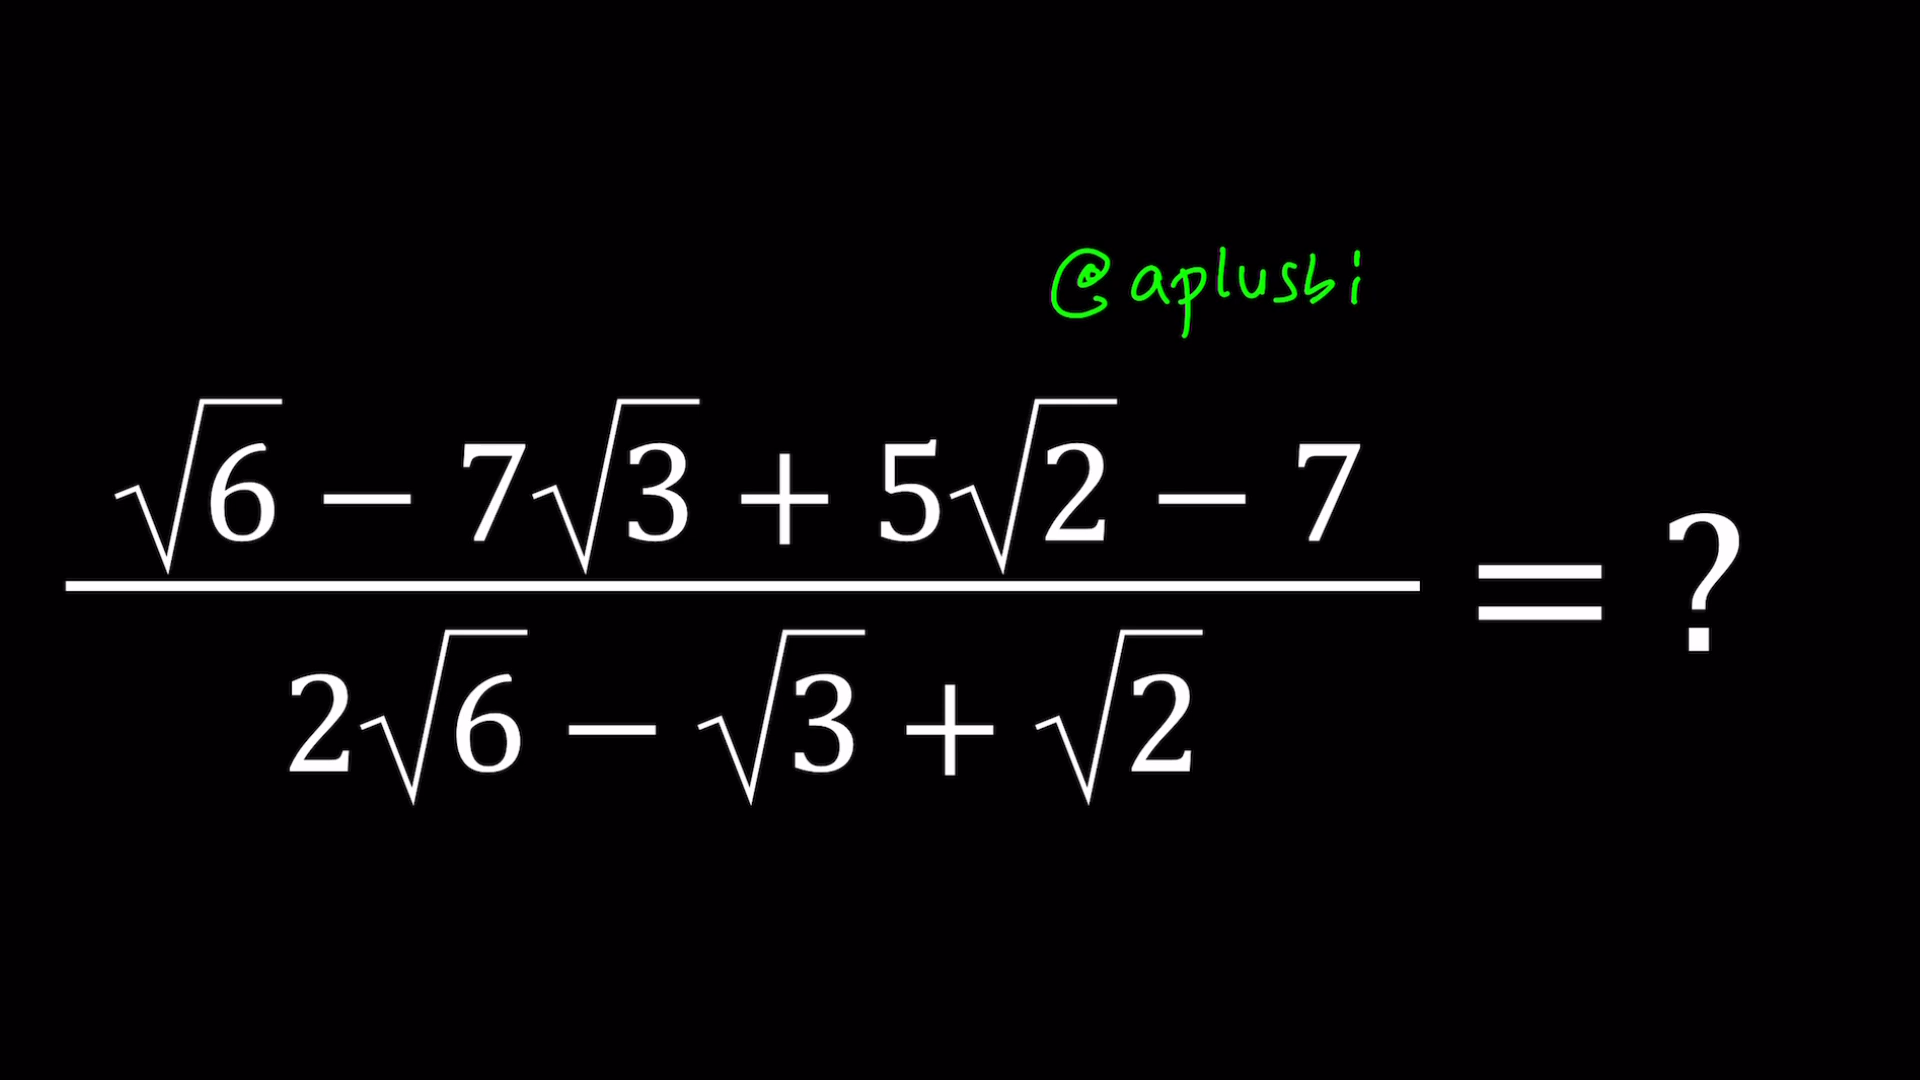 @aplusbi
√6 − 7√3 + 5√2 − 7
2√6 − √3 + √2
= ?